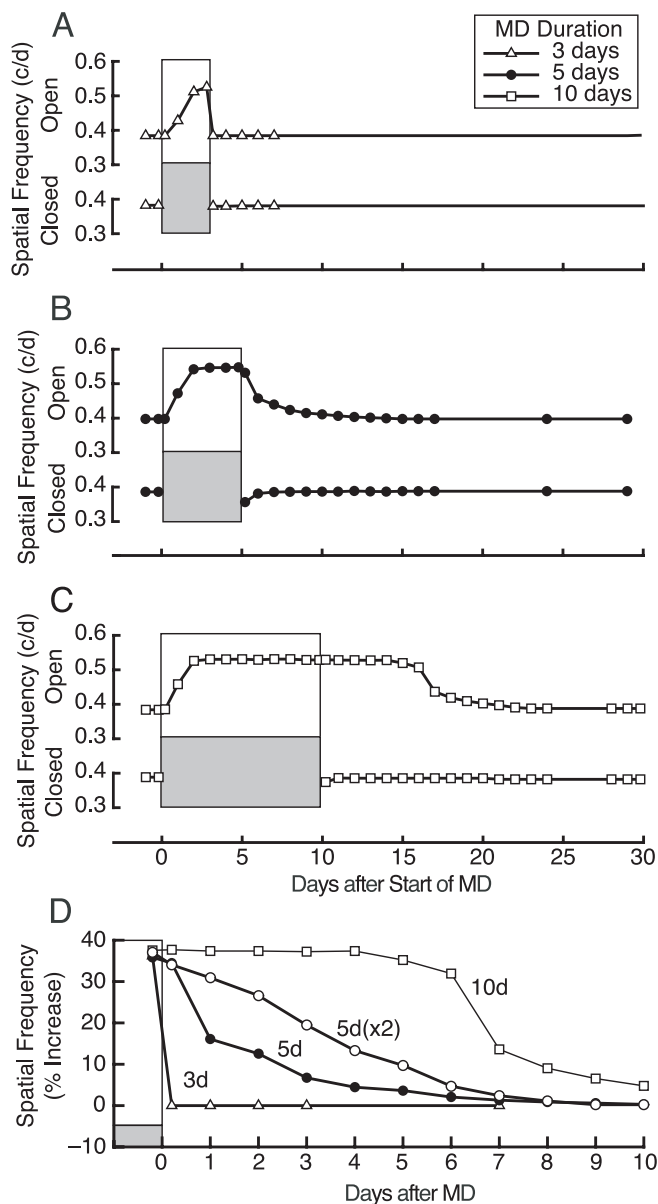 A
MD Duration
3 days
5 days
10 days
Spatial Frequency (c/d)
Open
Closed
0.6
0.5
0.4
0.3
0.4
0.3
B
Spatial Frequency (c/d)
Open
Closed
0.6
0.5
0.4
0.3
0.4
0.3
C
Spatial Frequency (c/d)
Open
Closed
0.6
0.5
0.4
0.3
0.4
0.3
0 5 10 15 20 25 30
Days after Start of MD
D
Spatial Frequency
(% Increase)
40
30
20
10
0
−10
10d
5d(x2)
5d
3d
0 1 2 3 4 5 6 7 8 9 10
Days after MD